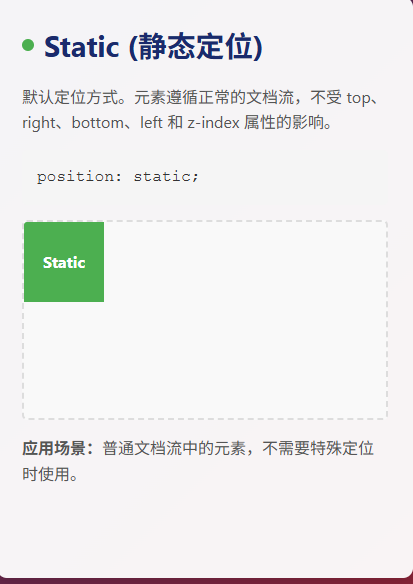 Static (静态定位)
默认定位方式。元素遵循正常的文档流，不受 top、
right、bottom、left 和 z-index 属性的影响。
position: static;
Static
应用场景：普通文档流中的元素，不需要特殊定位
时使用。